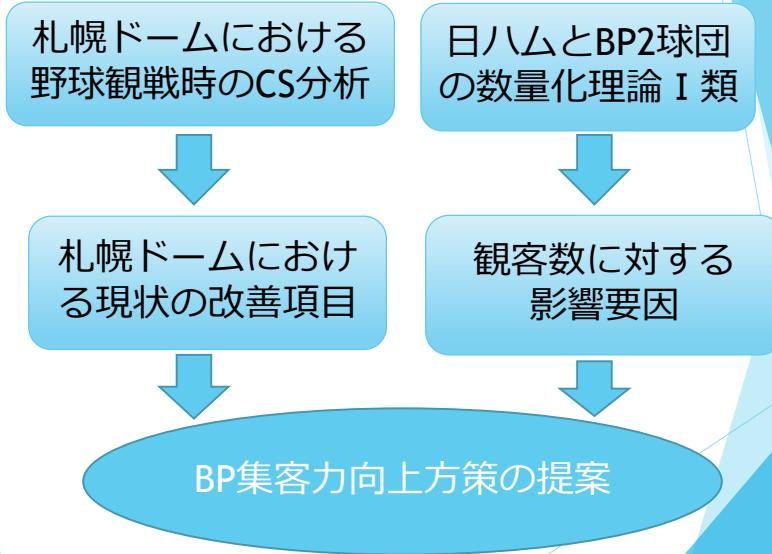 札幌ドームにおける
野球観戦時のCS分析
日ハムとBP2球団
の数量化理論Ⅰ類
札幌ドームにおけ
る現状の改善項目
観客数に対する
影響要因
BP集客力向上方策の提案